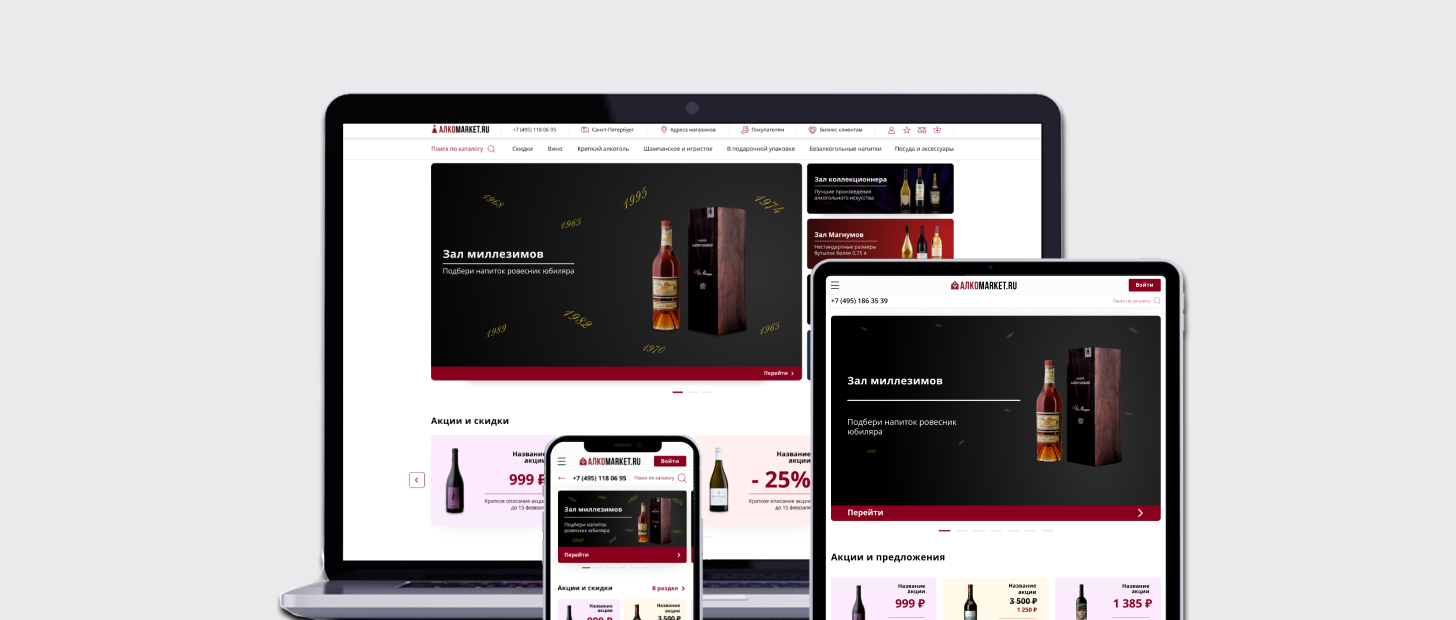 АЛКОМАRKET.RU
+7 (495) 118 06 95
Санкт-Петербург
Адреса магазинов
Покупателям
Бизнес клиентам
Поиск по каталогу
Скидки
Вино
Крепкий алкоголь
Шампанское и игристое
В подарочной упаковке
Безалкогольные напитки
Посуда и аксессуары
1968
1965
1995
1974
Зал миллезимов
Подбери напиток ровесник юбиляра
1989
1982
1970
1965
Перейти
Зал коллекционера
Лучшие произведения
алкогольного искусства
Зал Магнумов
Нестандартные размеры
бутылок более 0,75 л
Акции и скидки
Название
акции
999 ₽
Краткое описание акции
до 15 февраля
Название
акции
- 25%
Краткое описание акции
до 15 февраля
АЛКОМАRKET.RU
Войти
+7 (495) 118 06 95
Поиск по каталогу
Зал миллезимов
Подбери напиток
ровесник юбиляра
Перейти
Акции и скидки
В раздел
Название
акции
999 ₽
Название
акции
3 500 ₽
АЛКОМАRKET.RU
Войти
+7 (495) 186 35 39
Поиск по каталогу
Зал миллезимов
Подбери напиток ровесник
юбиляра
Перейти
Акции и предложения
Название
акции
999 ₽
Название
акции
3 500 ₽
1 250 ₽
Название
акции
1 385 ₽